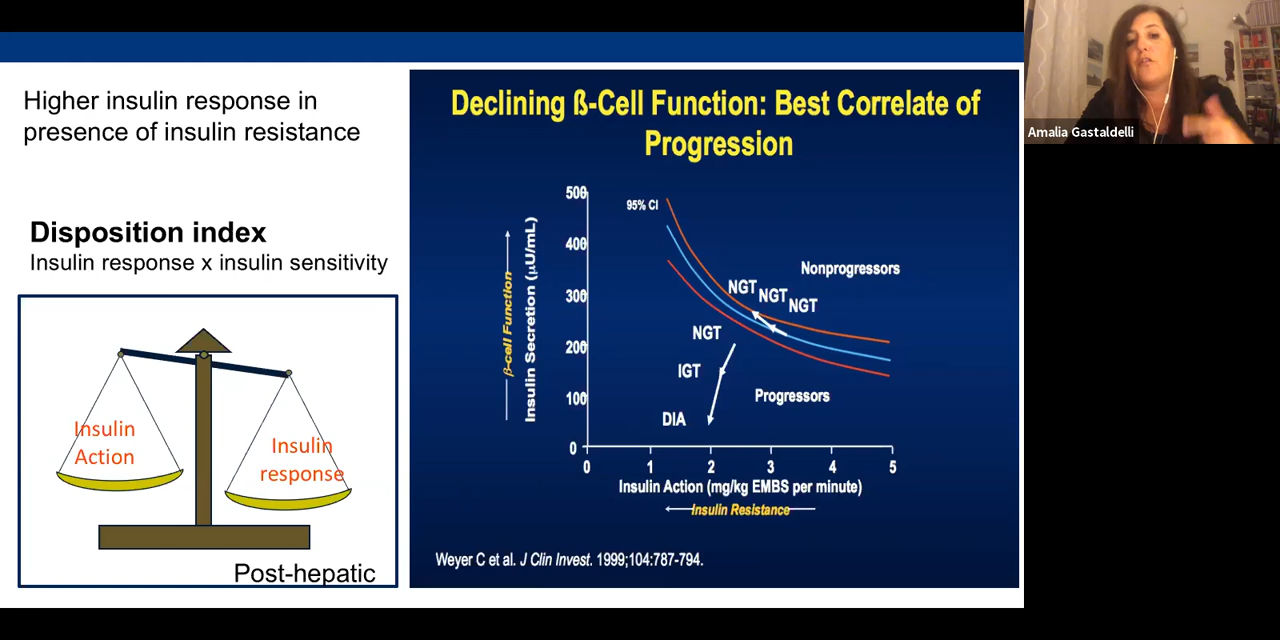 Higher insulin response in
presence of insulin resistance
Disposition index
Insulin response x insulin sensitivity
Insulin
Action
Insulin
response
Post-hepatic
Declining ß-Cell Function: Best Correlate of
Progression
500
400
300
200
100
0
95% CI
Nonprogressors
NGT
NGT
NGT
NGT
IGT
DIA
Progressors
β-cell Function
Insulin Secretion (μU/mL)
0 1 2 3 4 5
Insulin Action (mg/kg EMBS per minute)
Insulin Resistance
Weyer C et al. J Clin Invest. 1999;104:787-794.
Amalia Gastaldelli